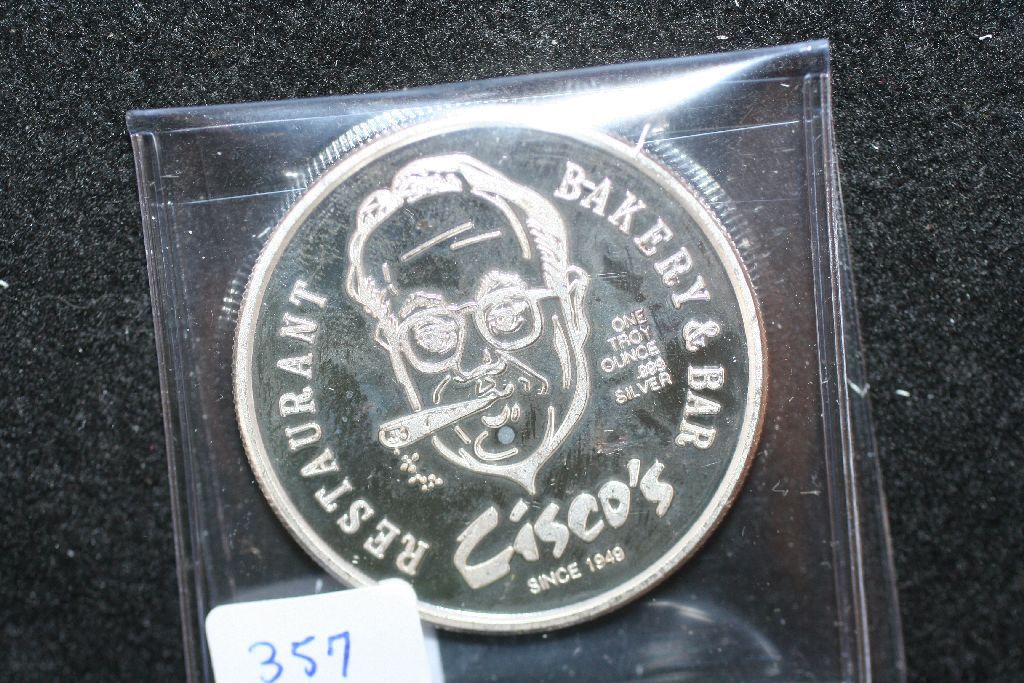 RESTAURANT
BAKERY & BAR
ONE
TROY
OUNCE
.999
SILVER
Cisco's
SINCE 1949
357